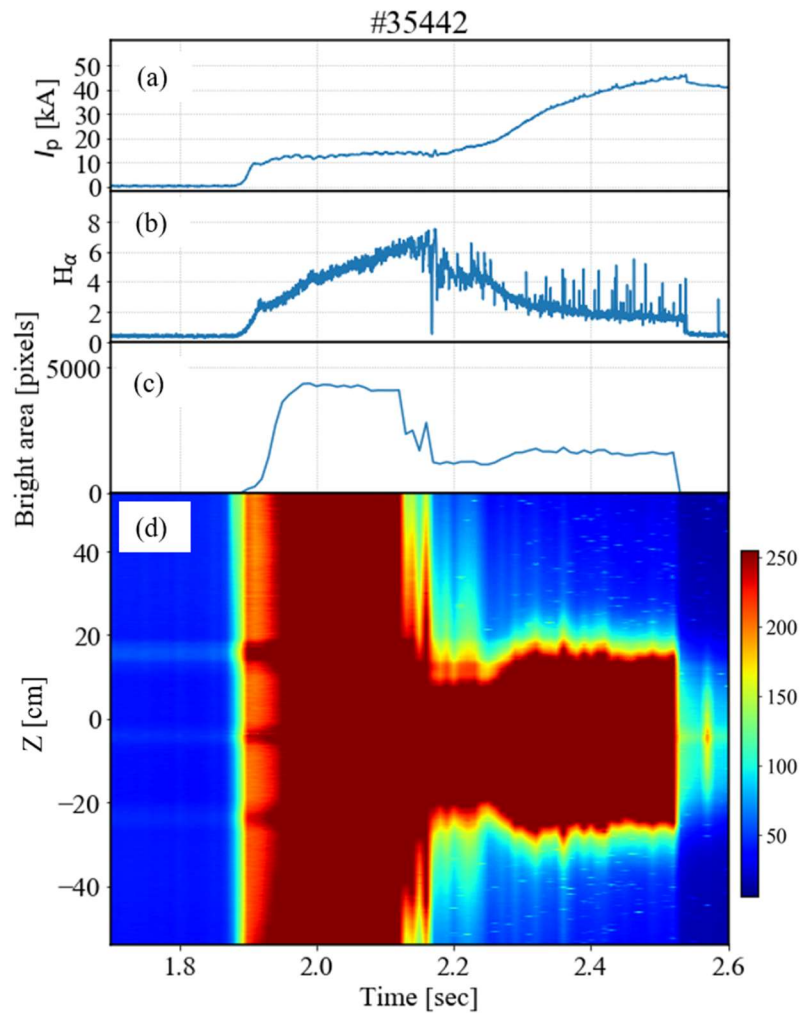 #35442
(a)
I_p [kA]
50
40
30
20
10
0
(b)
H_α
8
6
4
2
0
(c)
Bright area [pixels]
5000
0
(d)
Z [cm]
40
20
0
−20
−40
250
200
150
100
50
1.8 2.0 2.2 2.4 2.6
Time [sec]